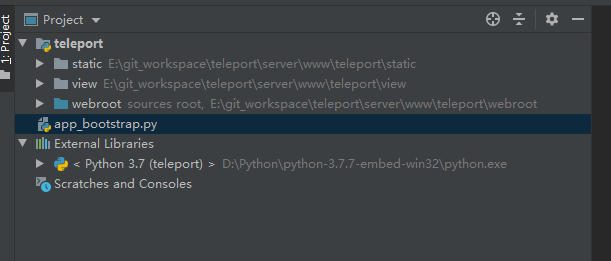 1: Project
Project
teleport
static E:\git_workspace\teleport\server\www\teleport\static
view E:\git_workspace\teleport\server\www\teleport\view
webroot sources root, E:\git_workspace\teleport\server\www\teleport\webroot
app_bootstrap.py
External Libraries
< Python 3.7 (teleport) > D:\Python\python-3.7.7-embed-win32\python.exe
Scratches and Consoles